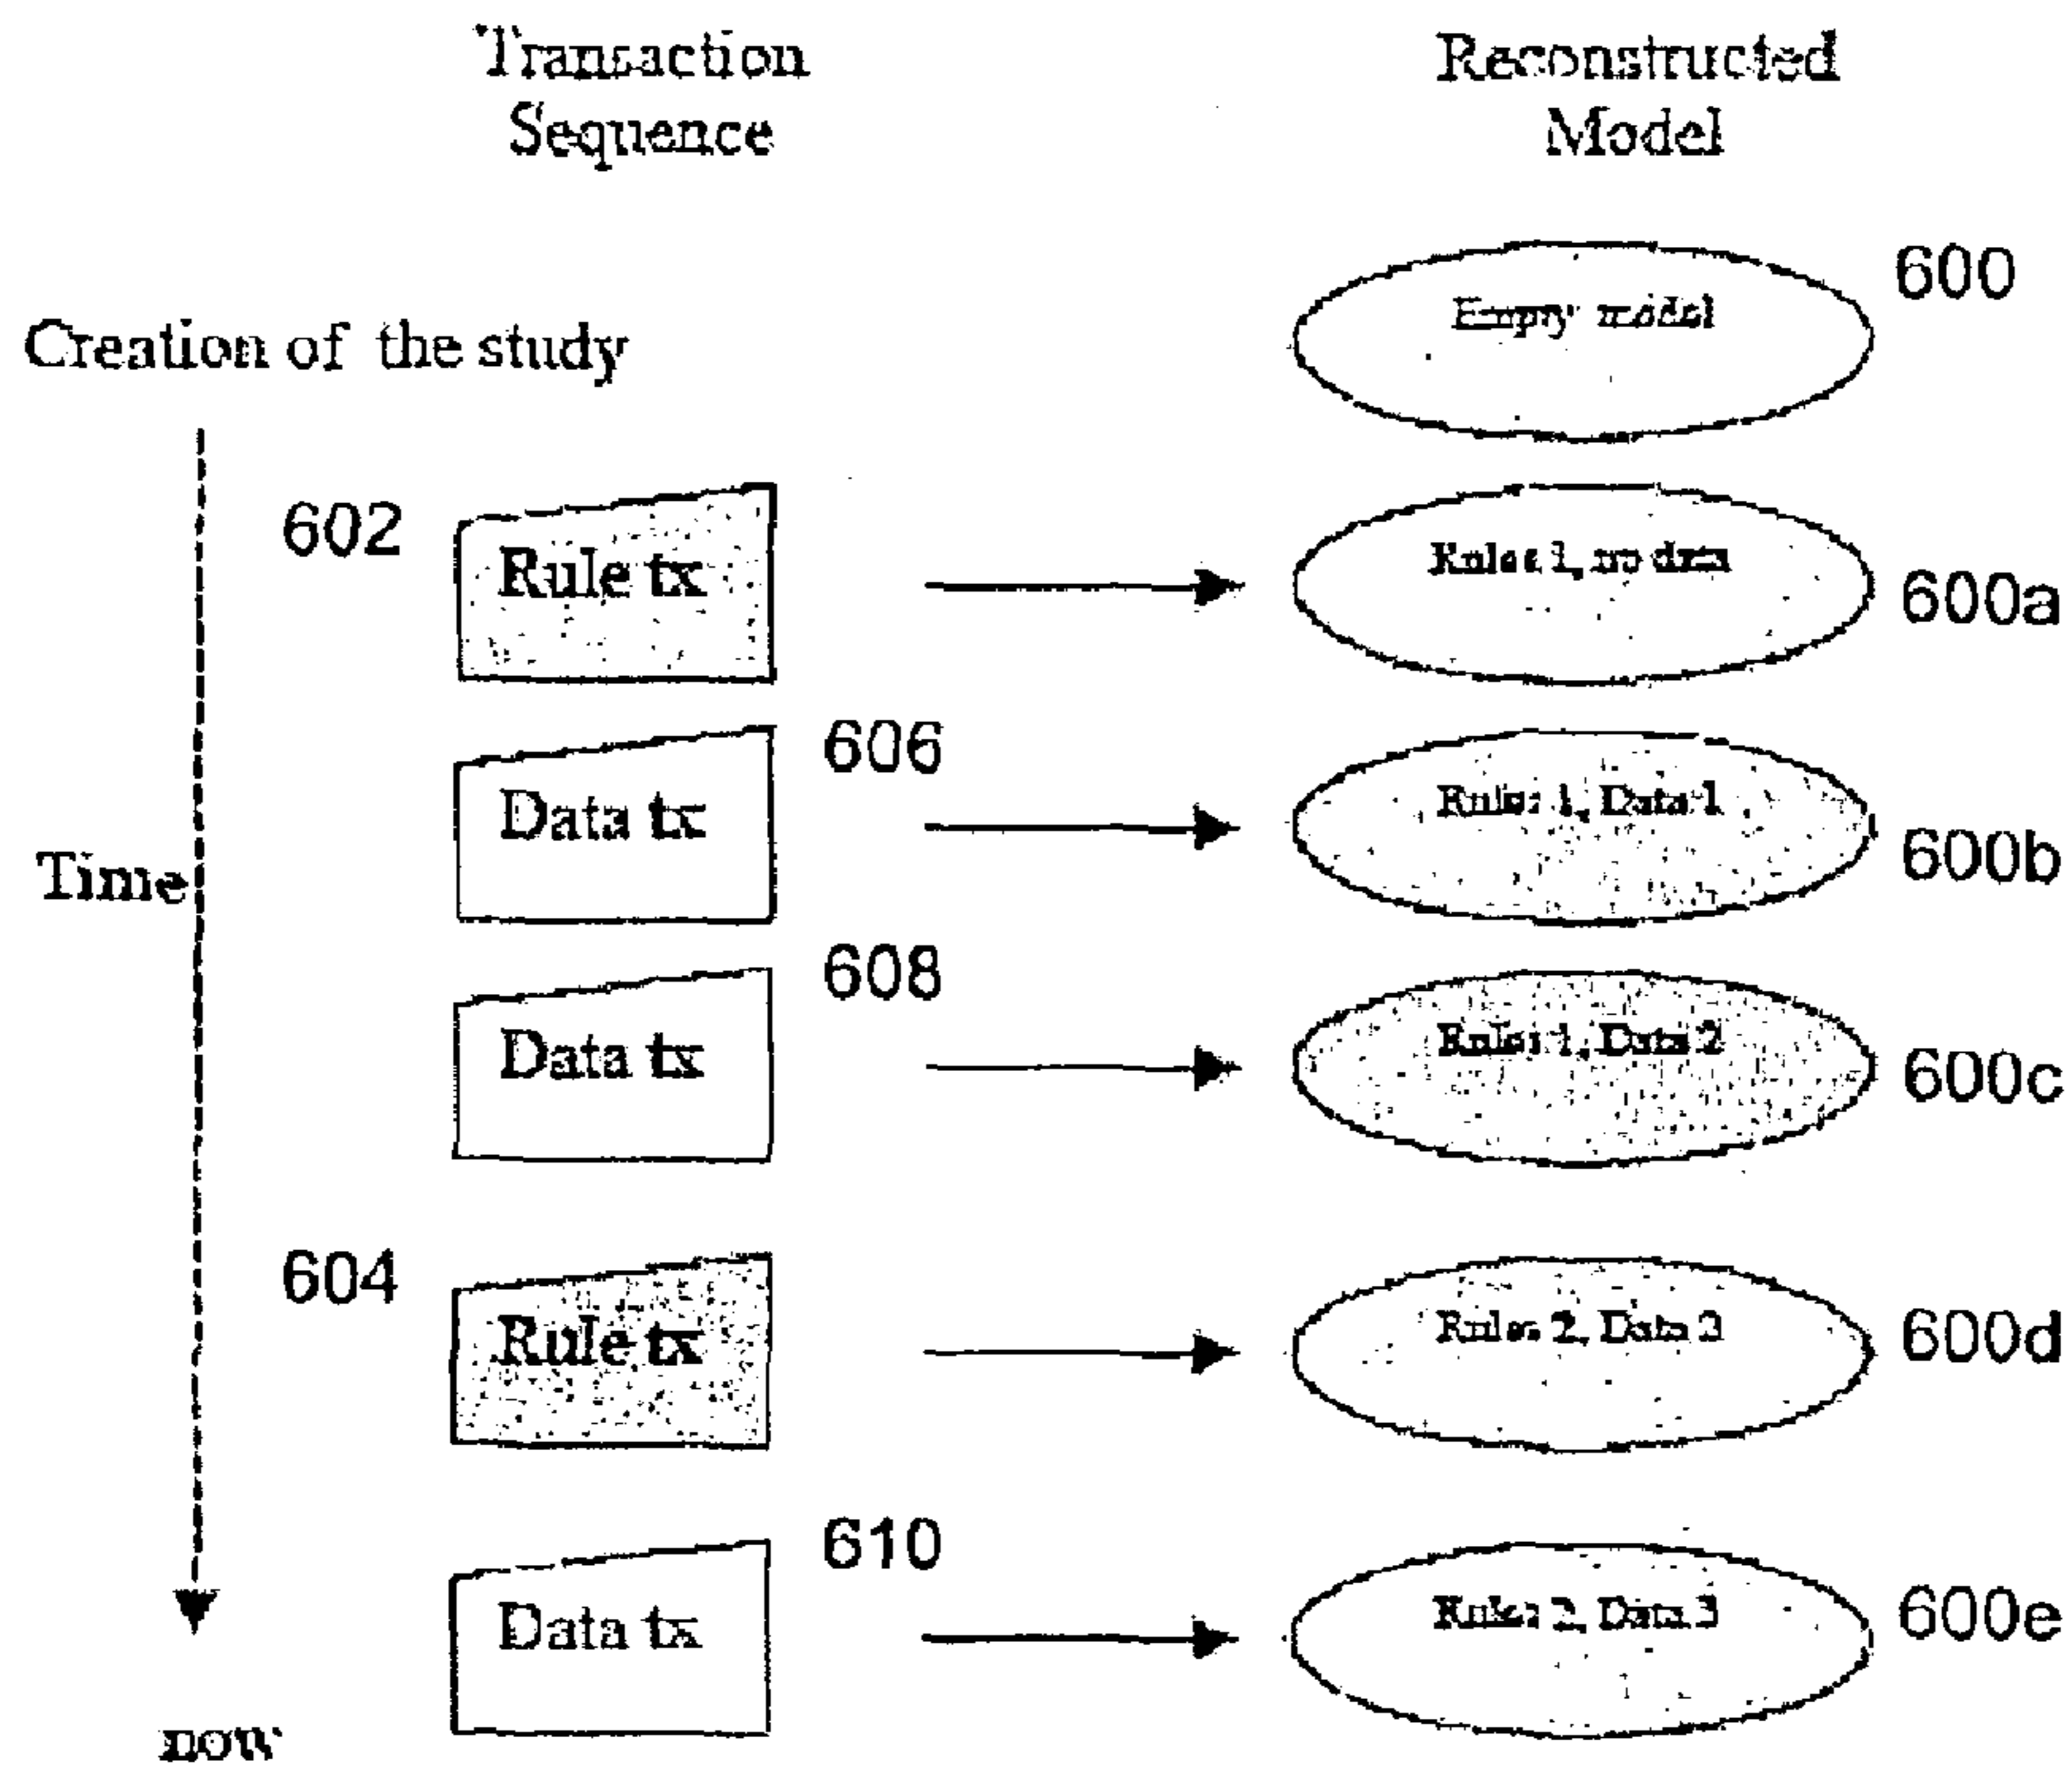 Transaction
Sequence
Reconstructed
Model
600
Empty model
Creation of the study
602
Rule tx
Rules 1, no data
600a
606
Data tx
Rules 1, Data 1
600b
Time
608
Data tx
Rules 1, Data 2
600c
604
Rule tx
Rules 2, Data
600d
610
Data tx
Rules 2, Data 3
600e
now